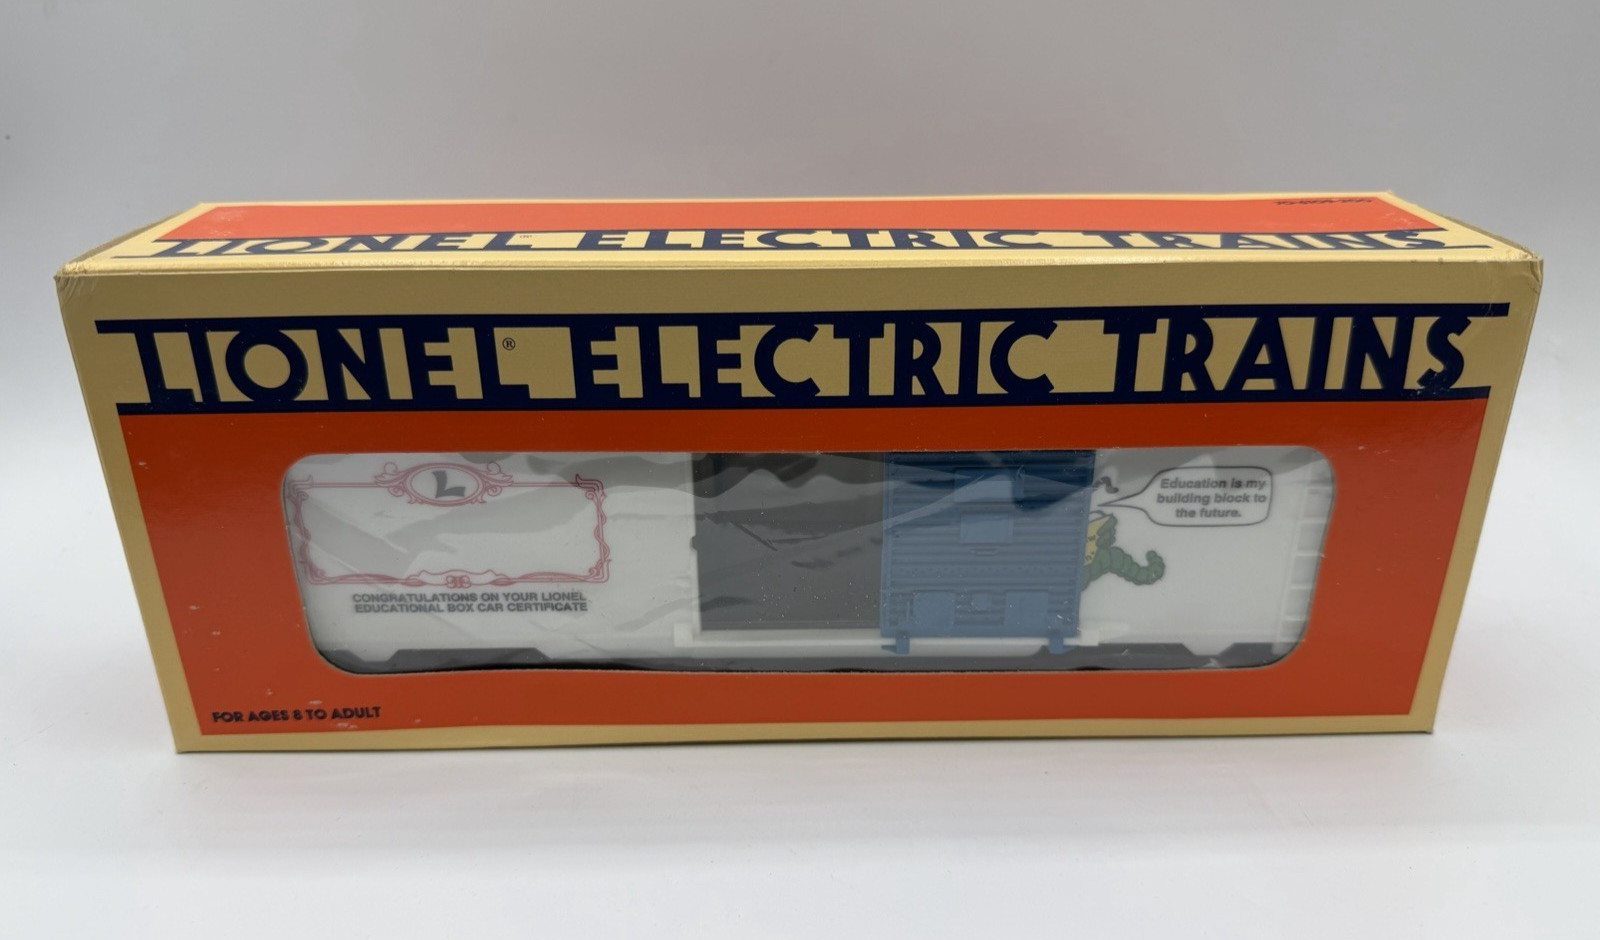 LIONEL ELECTRIC TRAINS
LIONEL® ELECTRIC TRAINS
L
CONGRATULATIONS ON YOUR LIONEL
EDUCATIONAL BOX CAR CERTIFICATE
Education is my
building block to
the future.
FOR AGES 8 TO ADULT